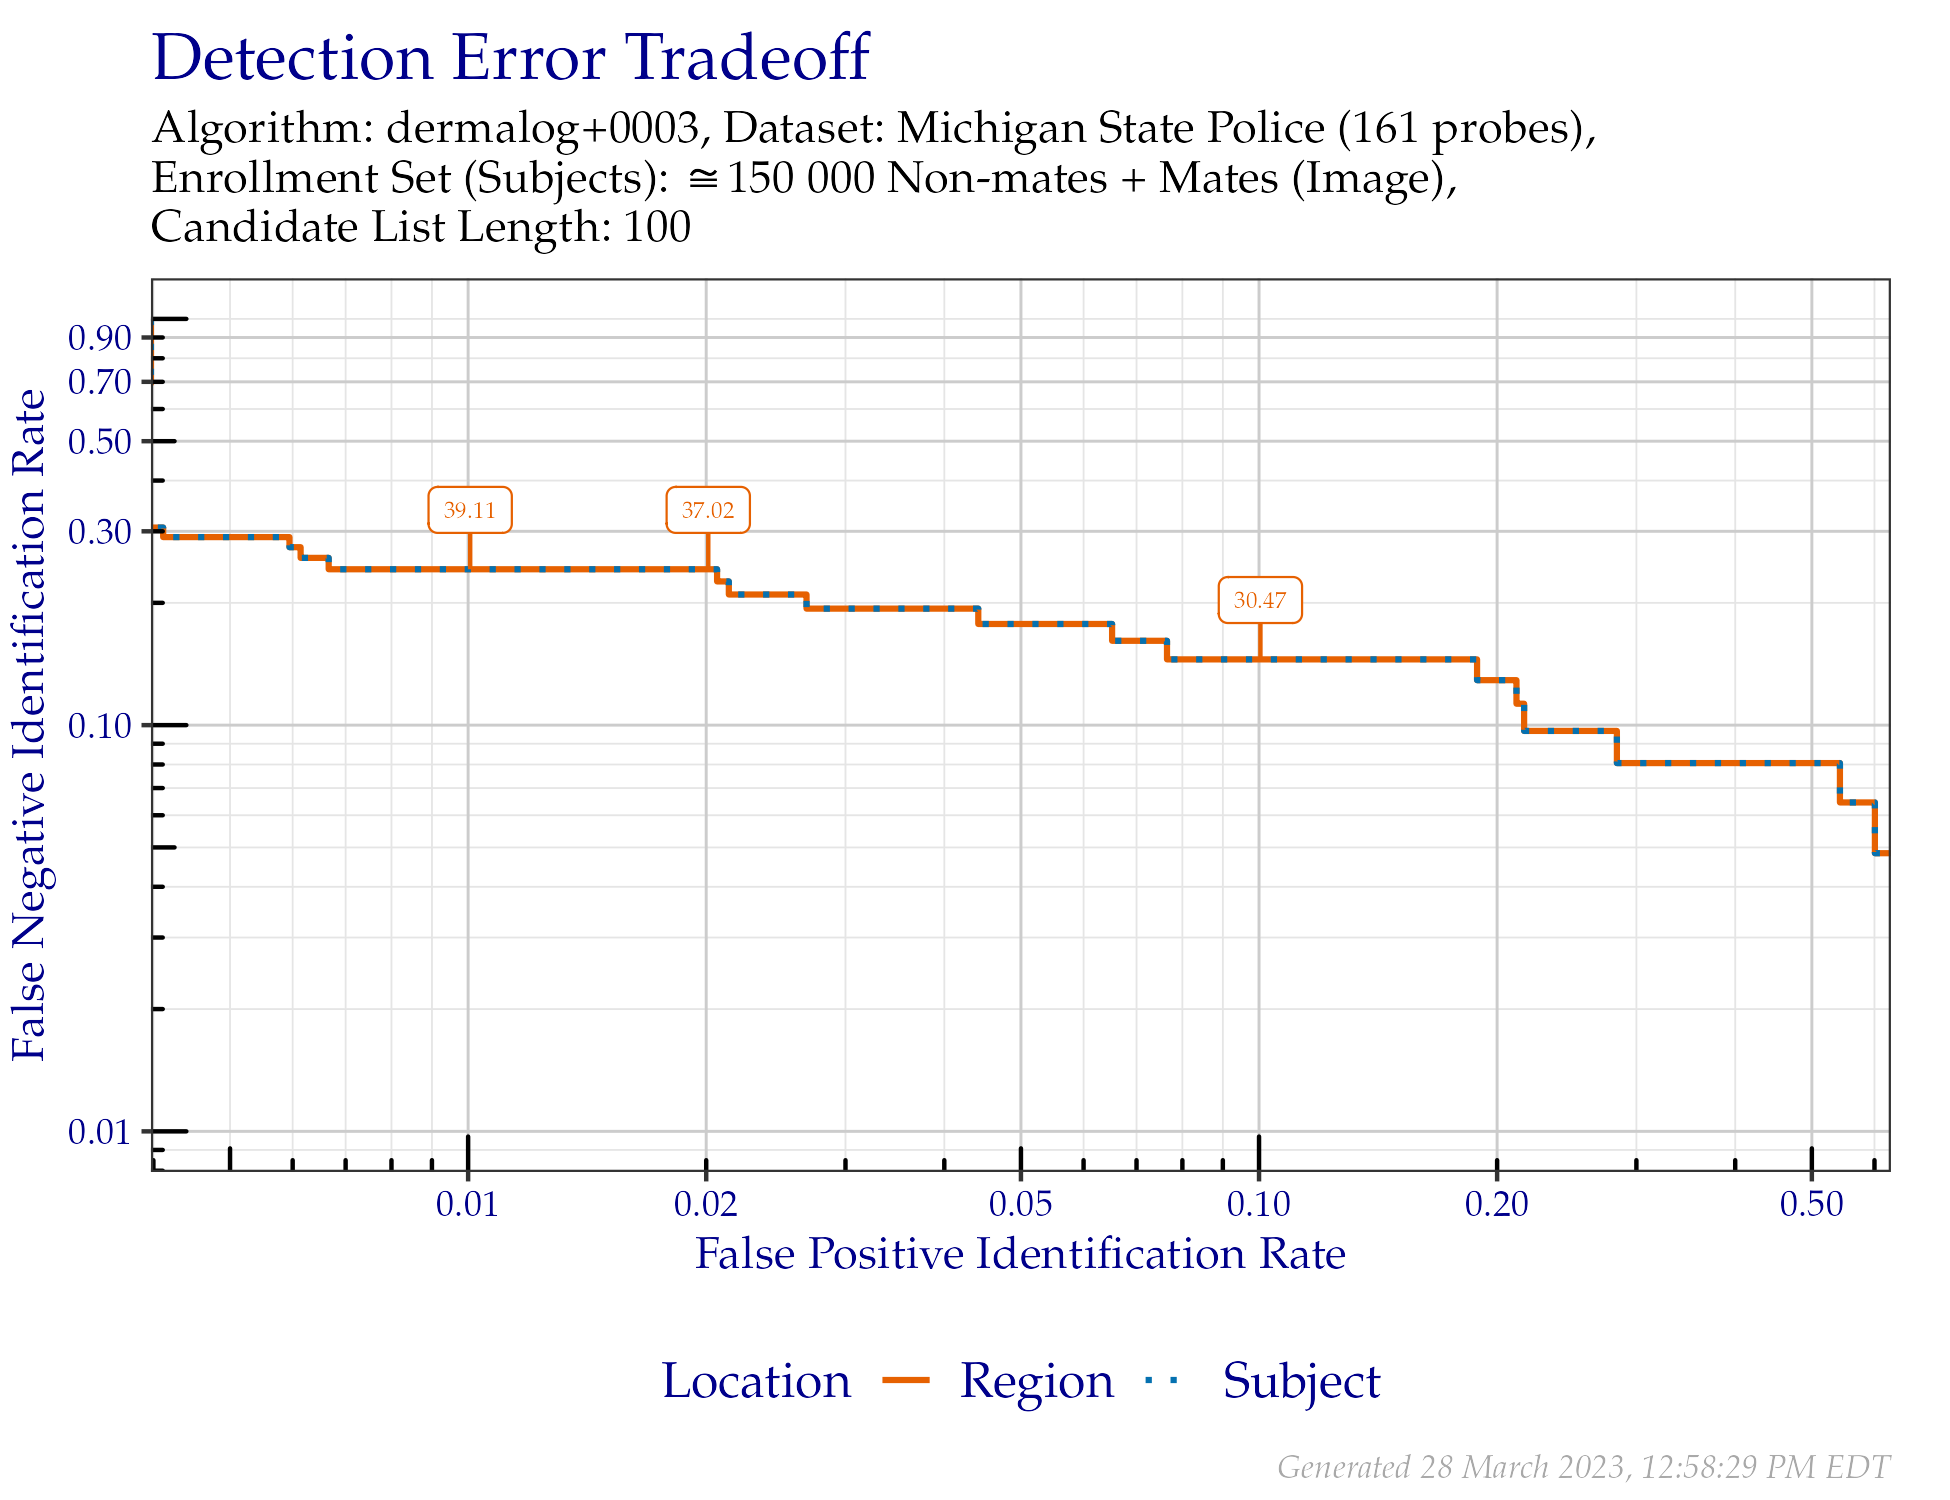 Detection Error Tradeoff
Algorithm: dermalog+0003, Dataset: Michigan State Police (161 probes),
Enrollment Set (Subjects): ≅ 150 000 Non-mates + Mates (Image),
Candidate List Length: 100
False Negative Identification Rate
0.90
0.70
0.50
0.30
0.10
0.01
39.11
37.02
30.47
0.01 0.02 0.05 0.10 0.20 0.50
False Positive Identification Rate
Location Region Subject
Generated 28 March 2023, 12:58:29 PM EDT